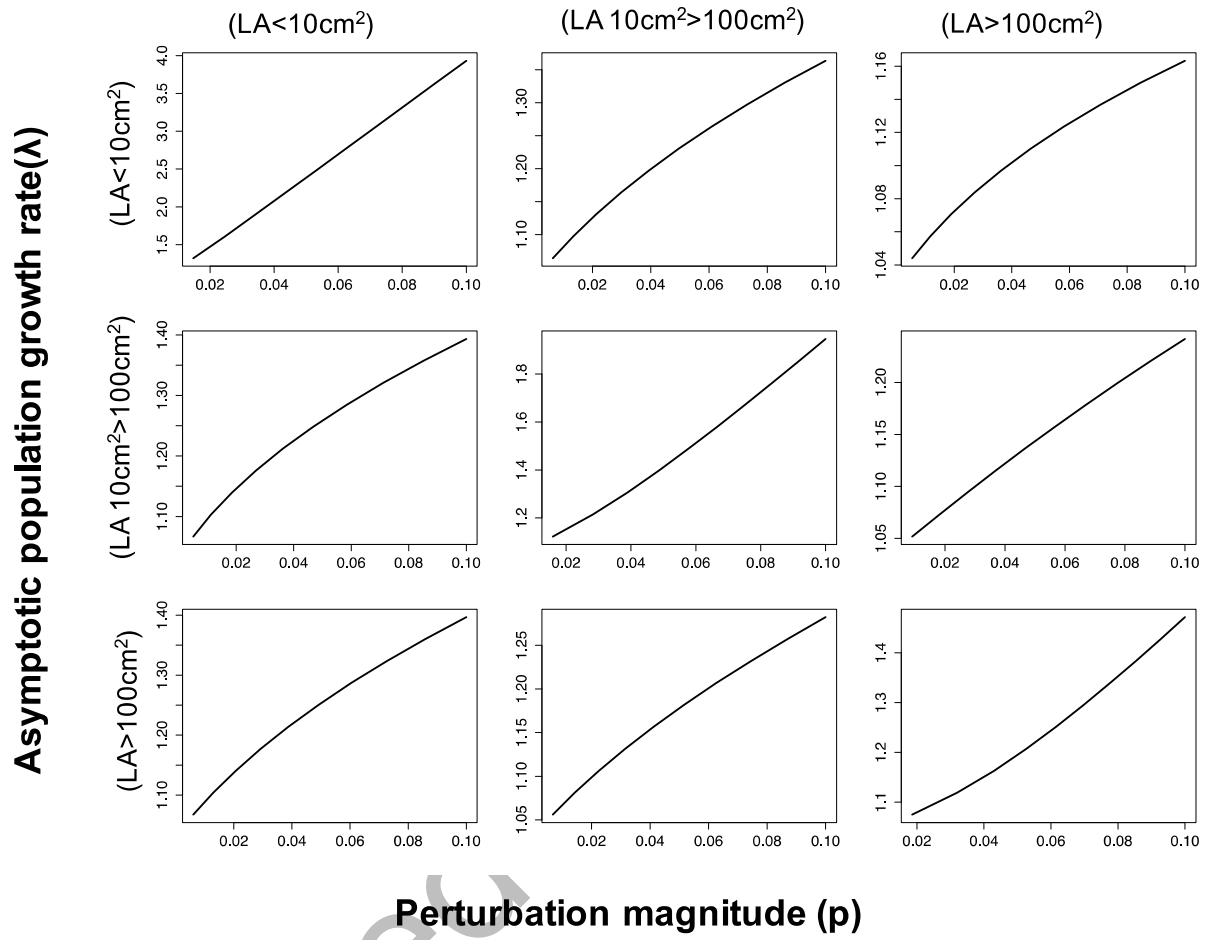 (LA<10cm²) (LA 10cm²>100cm²) (LA>100cm²)
Asymptotic population growth rate(λ)
(LA<10cm²)
4.0
3.5
3.0
2.5
2.0
1.5
0.02 0.04 0.06 0.08 0.10
1.30
1.20
1.10
0.02 0.04 0.06 0.08 0.10
1.16
1.12
1.08
1.04
0.02 0.04 0.06 0.08 0.10
(LA 10cm²>100cm²)
1.40
1.30
1.20
1.10
0.02 0.04 0.06 0.08 0.10
1.8
1.6
1.4
1.2
0.02 0.04 0.06 0.08 0.10
1.20
1.15
1.10
1.05
0.02 0.04 0.06 0.08 0.10
(LA>100cm²)
1.40
1.30
1.20
1.10
0.02 0.04 0.06 0.08 0.10
1.25
1.20
1.15
1.10
1.05
0.02 0.04 0.06 0.08 0.10
1.4
1.3
1.2
1.1
0.02 0.04 0.06 0.08 0.10
Perturbation magnitude (p)